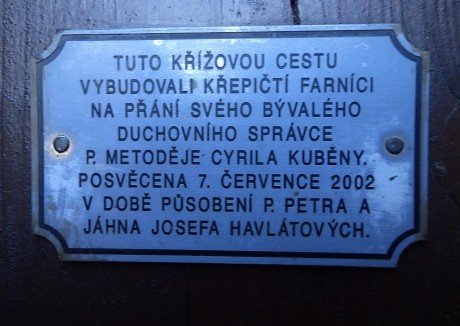 TUTO KŘÍŽOVOU CESTU
VYBUDOVALI KŘEPIČTÍ FARNÍCI
NA PŘÁNÍ SVÉHO BÝVALÉHO
DUCHOVNÍHO SPRÁVCE
P. METODĚJE CYRILA KUBĚNY.
POSVĚCENA 7. ČERVENCE 2002
V DOBĚ PŮSOBENÍ P. PETRA A
JÁHNA JOSEFA HAVLÁTOVÝCH.